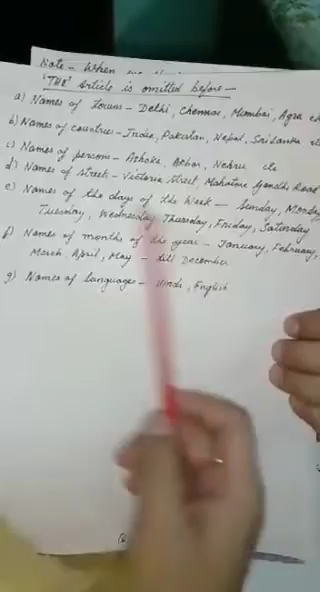 Note - When
"THE" Article is omitted before -
a) Names of towns - Delhi, Chennai, Mumbai, Agra etc
b) Names of countries - India, Pakistan, Nepal, Sri Lanka etc
c) Names of persons - Ashoka, Akbar, Nehru etc
d) Names of street - Victoria Street, Mahatma Gandhi Road
e) Names of the days of the Week - Sunday, Monday
Tuesday, Wednesday, Thursday, Friday, Saturday
f) Names of months of the year - January, February,
March, April, May - till December
g) Names of languages - Hindi, English